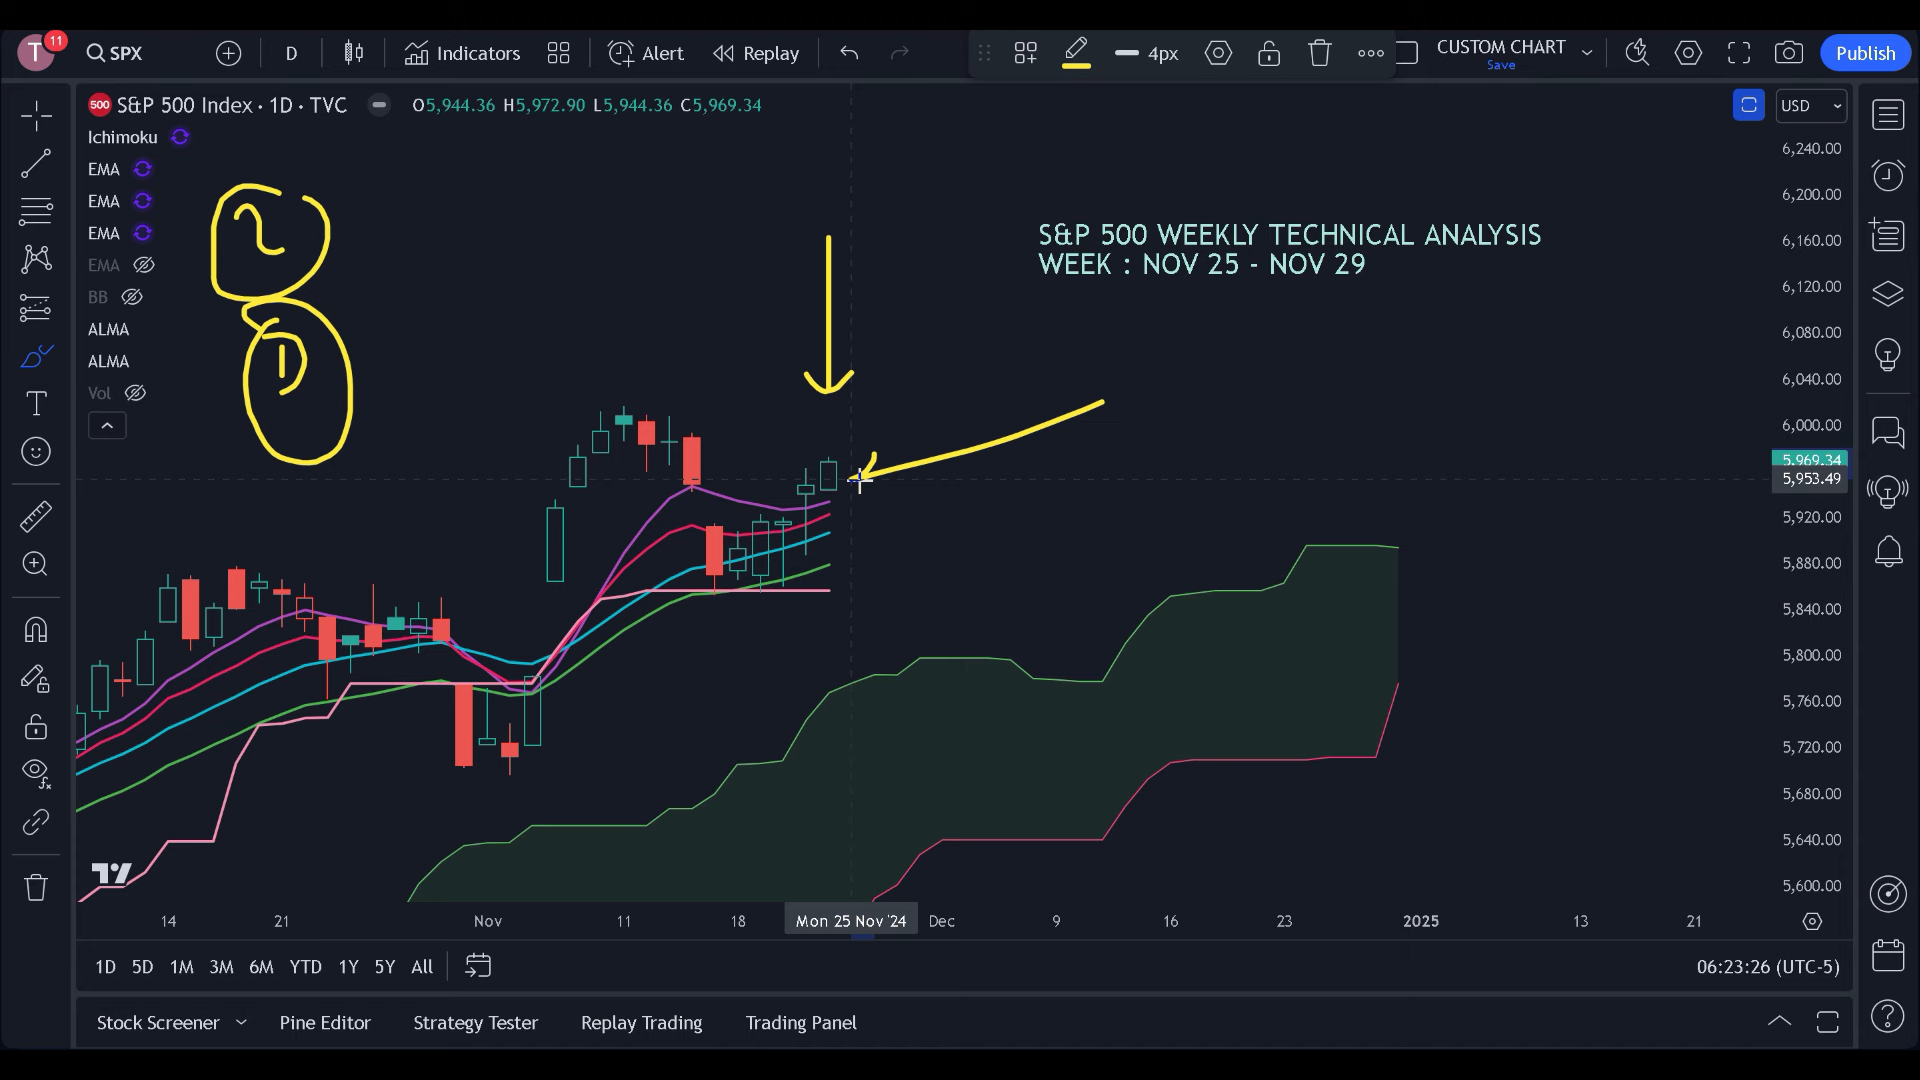 T 11 SPX D Indicators Alert Replay 4px CUSTOM CHART Save Publish
500 S&P 500 Index · 1D · TVC O5,944.36 H5,972.90 L5,944.36 C5,969.34 USD
Ichimoku
EMA
EMA
EMA
EMA
BB
ALMA
ALMA
Vol
2
1
S&P 500 WEEKLY TECHNICAL ANALYSIS
WEEK : NOV 25 - NOV 29
6,240.00
6,200.00
6,160.00
6,120.00
6,080.00
6,040.00
6,000.00
5,969.34
5,953.49
5,920.00
5,880.00
5,840.00
5,800.00
5,760.00
5,720.00
5,680.00
5,640.00
5,600.00
14 21 Nov 11 18 Mon 25 Nov '24 Dec 9 16 23 2025 13 21
1D 5D 1M 3M 6M YTD 1Y 5Y All 06:23:26 (UTC-5)
Stock Screener Pine Editor Strategy Tester Replay Trading Trading Panel